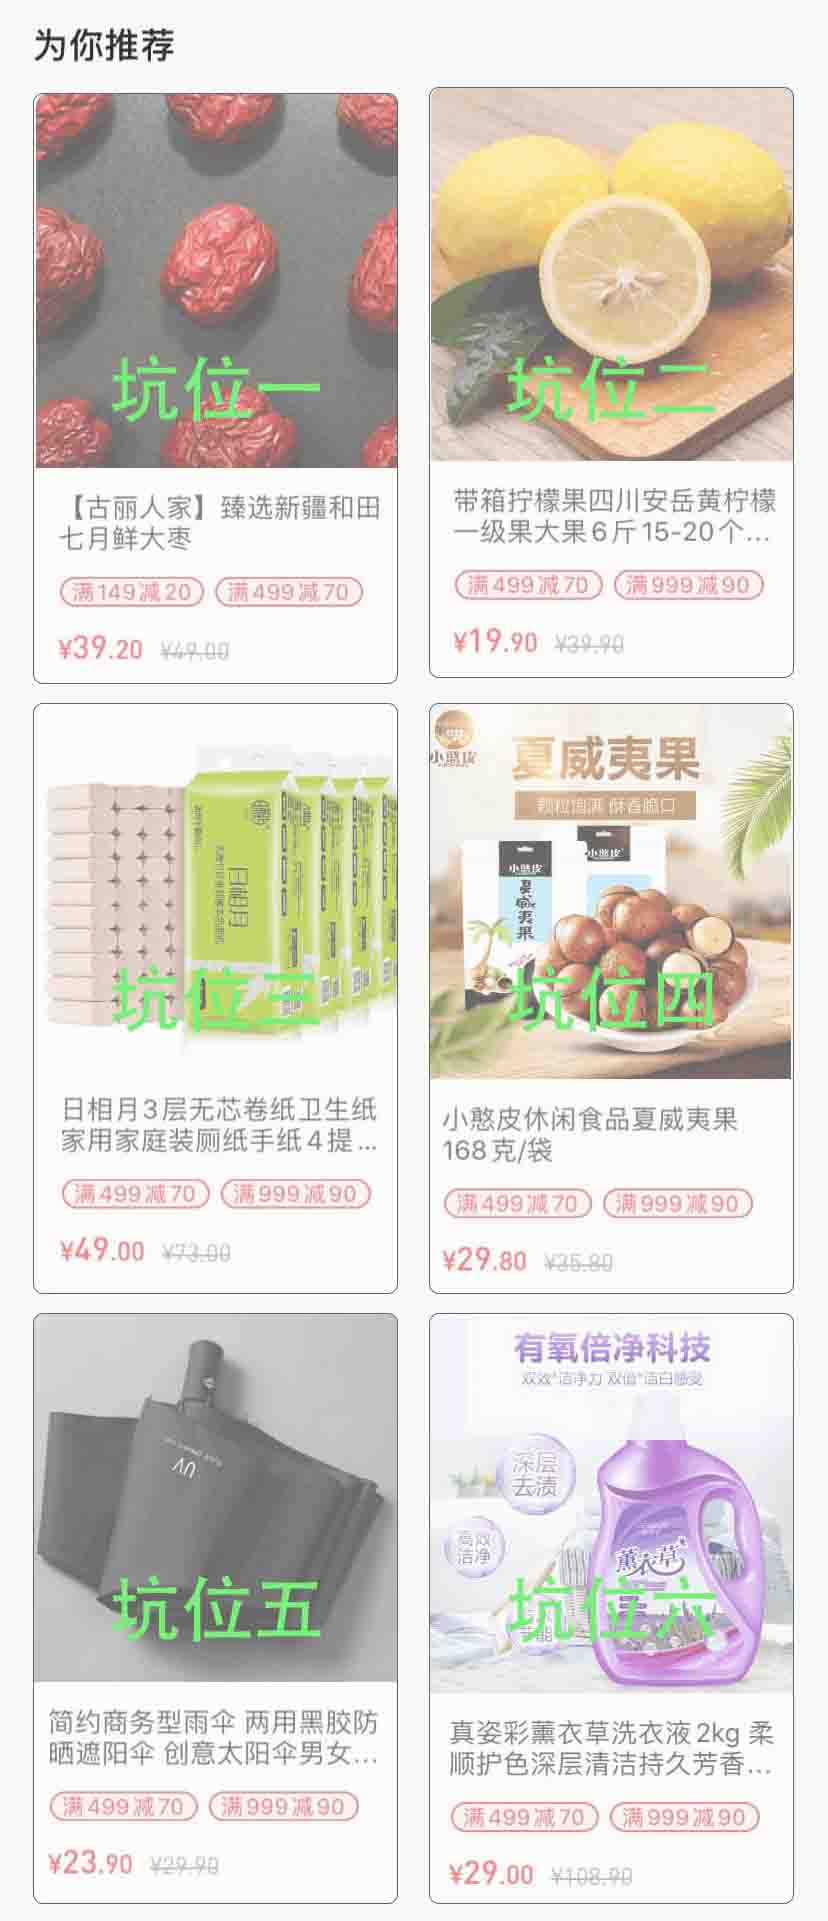 为你推荐
坑位一
【古丽人家】臻选新疆和田
七月鲜大枣
满149减20 满499减70
¥39.20 ¥49.00
坑位二
带箱柠檬果四川安岳黄柠檬
一级果大果6斤15-20个...
满499减70 满999减90
¥19.90 ¥39.90
日相月
坑位三
日相月3层无芯卷纸卫生纸
家用家庭装厕纸手纸4提...
满499减70 满999减90
¥49.00 ¥73.00
小憨皮
夏威夷果
颗粒饱满 酥香脆口
小憨皮
小憨皮
夏威夷果
坑位四
小憨皮休闲食品夏威夷果
168克/袋
满499减70 满999减90
¥29.80 ¥35.80
UV
坑位五
简约商务型雨伞 两用黑胶防
晒遮阳伞 创意太阳伞男女...
满499减70 满999减90
¥23.90 ¥29.90
有氧倍净科技
双效*洁净力 双倍*洁白感受
深层
去渍
高效
洁净
薰衣草
坑位六
真姿彩薰衣草洗衣液2kg 柔
顺护色深层清洁持久芳香...
满499减70 满999减90
¥29.00 ¥108.90